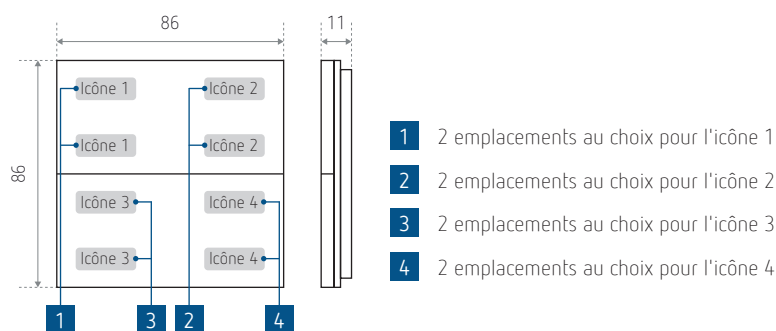 86
11
86
Icône 1
Icône 2
Icône 1
Icône 2
Icône 3
Icône 4
Icône 3
Icône 4
1
3
2
4
1 2 emplacements au choix pour l'icône 1
2 2 emplacements au choix pour l'icône 2
3 2 emplacements au choix pour l'icône 3
4 2 emplacements au choix pour l'icône 4